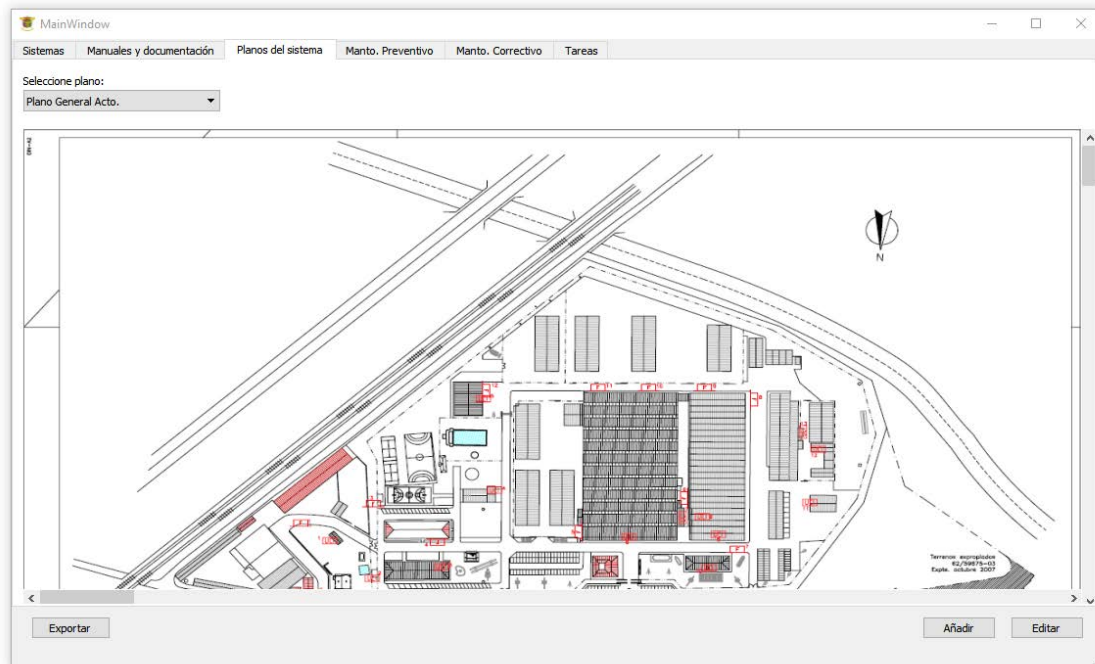 MainWindow
Sistemas Manuales y documentación Planos del sistema Manto. Preventivo Manto. Correctivo Tareas
Seleccione plano:
Plano General Acto.
N
Terrenos expropiados
Expte. octubre 2007
Exportar Añadir Editar